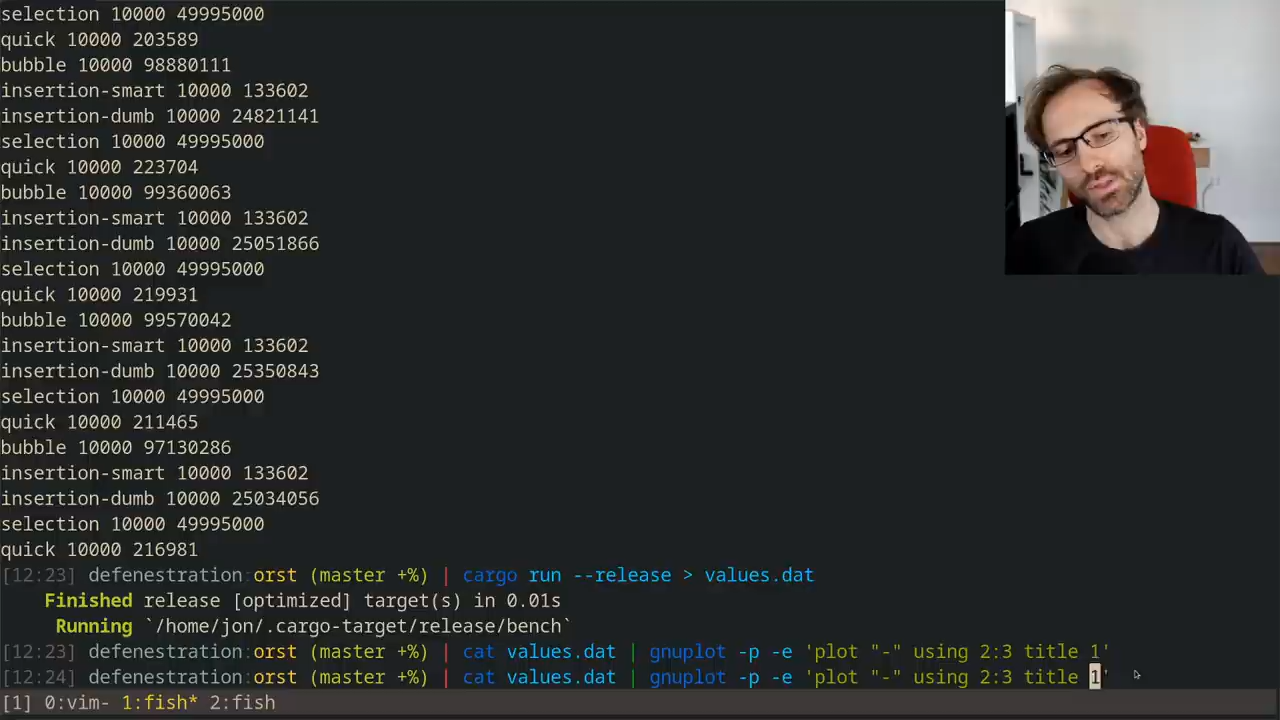 selection 10000 49995000
quick 10000 203589
bubble 10000 98880111
insertion-smart 10000 133602
insertion-dumb 10000 24821141
selection 10000 49995000
quick 10000 223704
bubble 10000 99360063
insertion-smart 10000 133602
insertion-dumb 10000 25051866
selection 10000 49995000
quick 10000 219931
bubble 10000 99570042
insertion-smart 10000 133602
insertion-dumb 10000 25350843
selection 10000 49995000
quick 10000 211465
bubble 10000 97130286
insertion-smart 10000 133602
insertion-dumb 10000 25034056
selection 10000 49995000
quick 10000 216981
[12:23] defenestration:orst (master +%) | cargo run --release > values.dat
Finished release [optimized] target(s) in 0.01s
Running `/home/jon/.cargo-target/release/bench`
[12:23] defenestration:orst (master +%) | cat values.dat | gnuplot -p -e 'plot "-" using 2:3 title 1'
[12:24] defenestration:orst (master +%) | cat values.dat | gnuplot -p -e 'plot "-" using 2:3 title 1'
[1] 0:vim- 1:fish* 2:fish